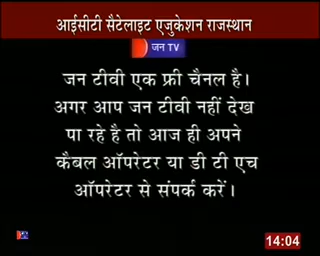 आईसीटी सैटेलाइट एजुकेशन राजस्थान
जन TV
जन टीवी एक फ्री चैनल है।
अगर आप जन टीवी नहीं देख
पा रहे है तो आज ही अपने
कैबल ऑपरेटर या डी टी एच
ऑपरेटर से संपर्क करें।
14:04